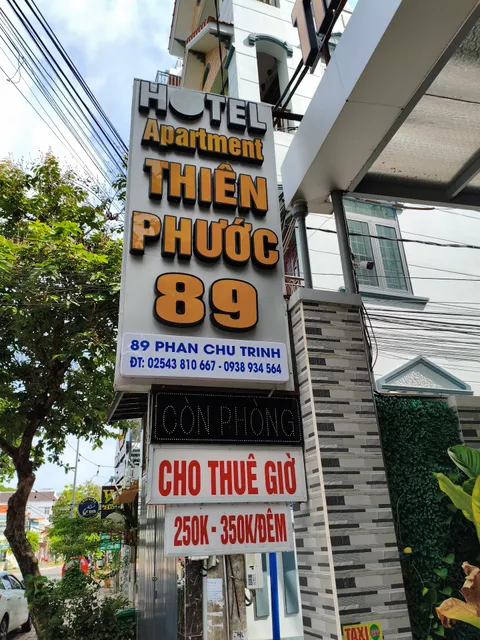 HOTEL
Apartment
THIÊN
PHƯỚC
89
89 PHAN CHU TRINH
ĐT: 02543 810 667 - 0938 934 564
CÒN PHÒNG
CHO THUÊ GIỜ
250K - 350K/ĐÊM
TAXI